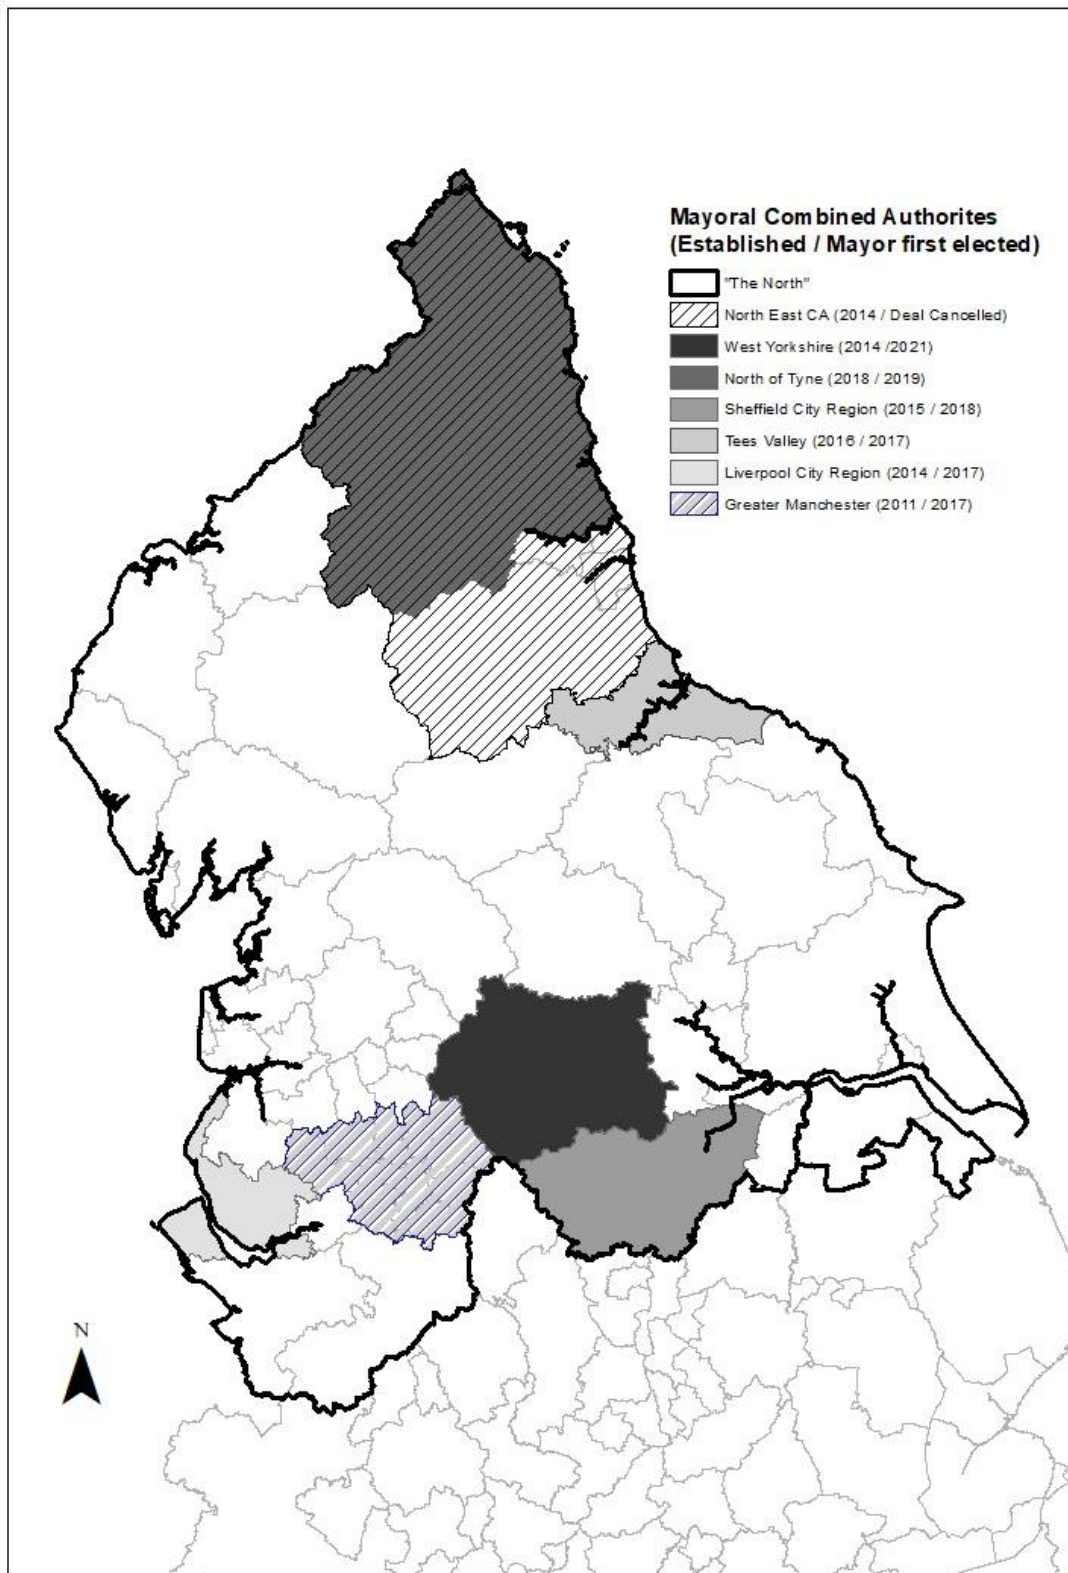 Mayoral Combined Authorites
(Established / Mayor first elected)
"The North"
North East CA (2014 / Deal Cancelled)
West Yorkshire (2014 /2021)
North of Tyne (2018 / 2019)
Sheffield City Region (2015 / 2018)
Tees Valley (2016 / 2017)
Liverpool City Region (2014 / 2017)
Greater Manchester (2011 / 2017)
N